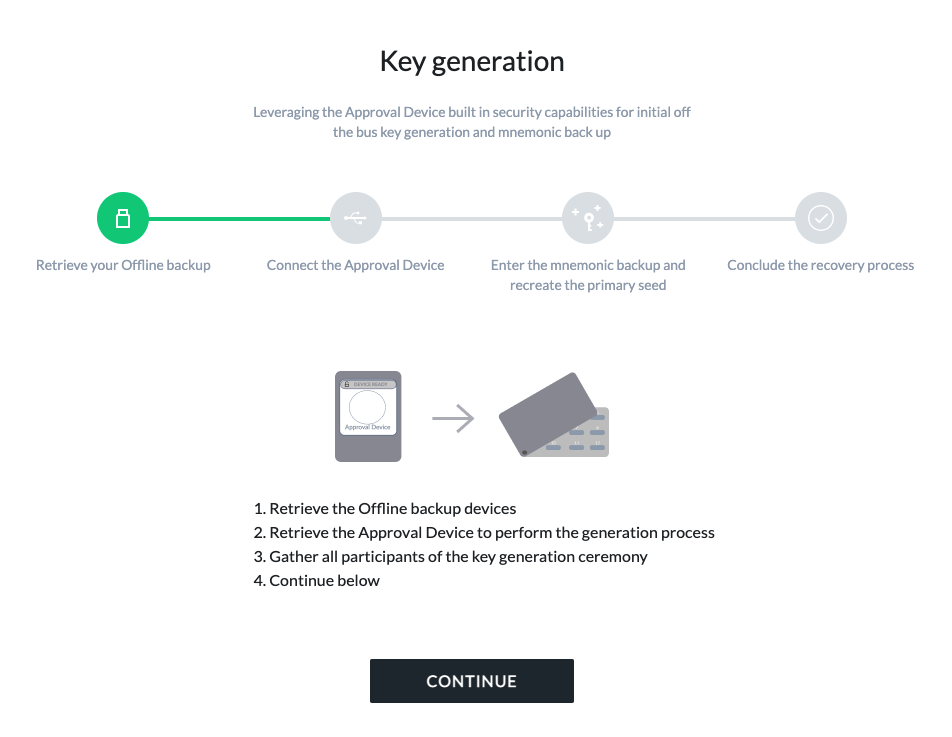 Key generation
Leveraging the Approval Device built in security capabilities for initial off
the bus key generation and mnemonic back up
Retrieve your Offline backup
Connect the Approval Device
Enter the mnemonic backup and
recreate the primary seed
Conclude the recovery process
DEVICE READY
Approval Device
1. Retrieve the Offline backup devices
2. Retrieve the Approval Device to perform the generation process
3. Gather all participants of the key generation ceremony
4. Continue below
CONTINUE